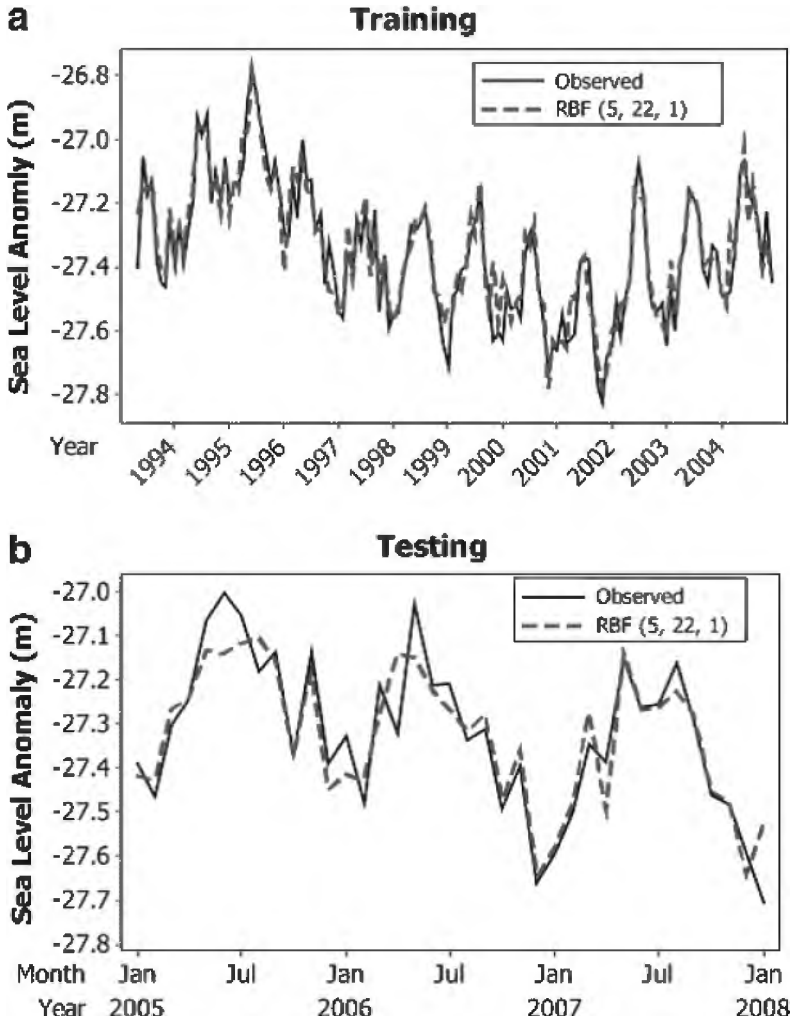 a Training
Sea Level Anomly (m)
Observed
RBF (5, 22, 1)
-26.8
-27.0
-27.2
-27.4
-27.6
-27.8
Year 1994 1995 1996 1997 1998 1999 2000 2001 2002 2003 2004
b Testing
Sea Level Anomaly (m)
Observed
RBF (5, 22, 1)
-27.0
-27.1
-27.2
-27.3
-27.4
-27.5
-27.6
-27.7
-27.8
Month Jan Jul Jan Jul Jan Jul Jan
Year 2005 2006 2007 2008